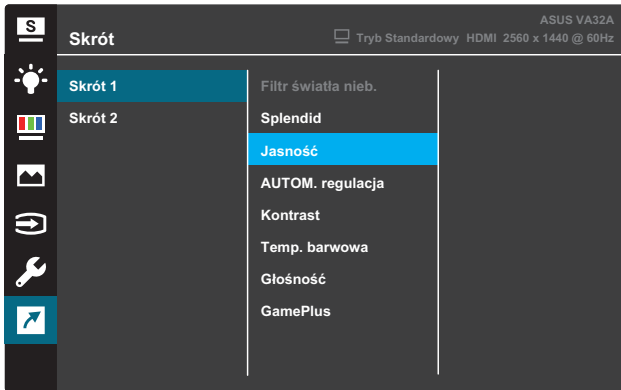 S
ASUS VA32A
Skrót
Tryb Standardowy HDMI 2560 x 1440 @ 60Hz
Skrót 1
Skrót 2
Filtr światła nieb.
Splendid
Jasność
AUTOM. regulacja
Kontrast
Temp. barwowa
Głośność
GamePlus